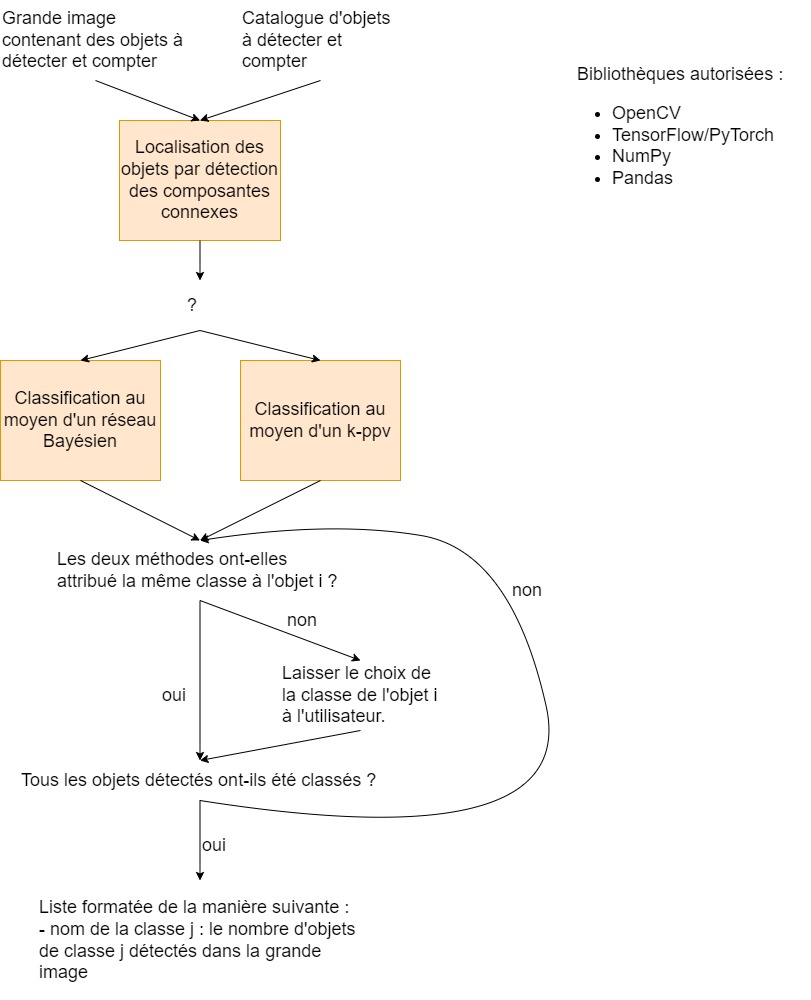 Grande image
contenant des objets à
détecter et compter
Catalogue d'objets
à détecter et
compter
Bibliothèques autorisées :
• OpenCV
• TensorFlow/PyTorch
• NumPy
• Pandas
Localisation des
objets par détection
des composantes
connexes
?
Classification au
moyen d'un réseau
Bayésien
Classification au
moyen d'un k-ppv
Les deux méthodes ont-elles
attribué la même classe à l'objet i ?
non
non
Laisser le choix de
la classe de l'objet i
à l'utilisateur.
oui
Tous les objets détectés ont-ils été classés ?
oui
Liste formatée de la manière suivante :
- nom de la classe j : le nombre d'objets
de classe j détectés dans la grande
image